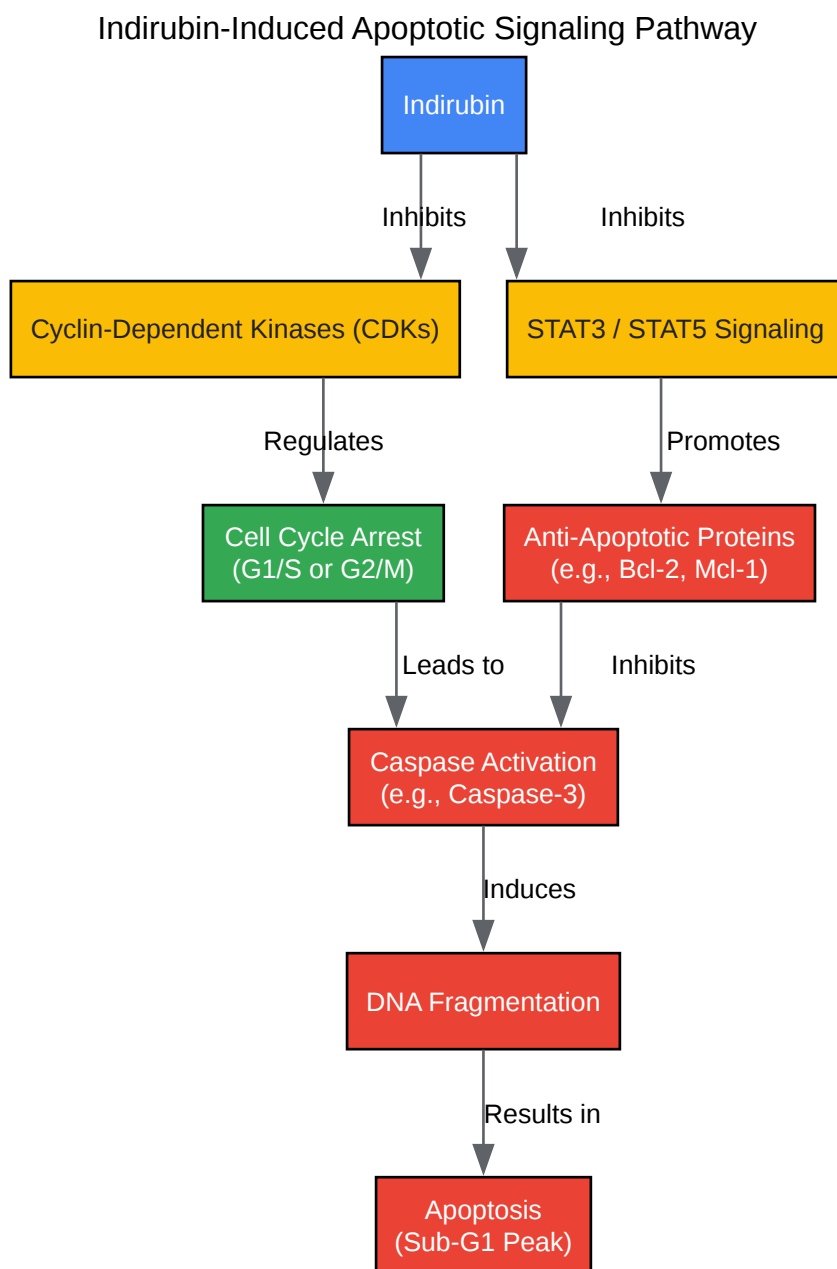 Indirubin-Induced Apoptotic Signaling Pathway
Indirubin
Inhibits
Inhibits
Cyclin-Dependent Kinases (CDKs)
STAT3 / STAT5 Signaling
Regulates
Promotes
Cell Cycle Arrest
(G1/S or G2/M)
Anti-Apoptotic Proteins
(e.g., Bcl-2, Mcl-1)
Leads to
Inhibits
Caspase Activation
(e.g., Caspase-3)
Induces
DNA Fragmentation
Results in
Apoptosis
(Sub-G1 Peak)